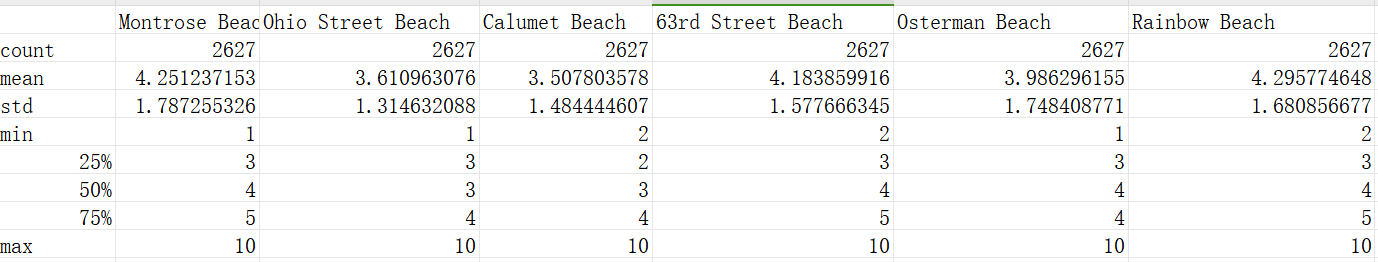 Montrose Beac Ohio Street Beach Calumet Beach 63rd Street Beach Osterman Beach Rainbow Beach
count 2627 2627 2627 2627 2627 2627
mean 4.251237153 3.610963076 3.507803578 4.183859916 3.986296155 4.295774648
std 1.787255326 1.314632088 1.484444607 1.577666345 1.748408771 1.680856677
min 1 1 2 2 1 2
25% 3 3 2 3 3 3
50% 4 3 3 4 4 4
75% 5 4 4 5 4 5
max 10 10 10 10 10 10